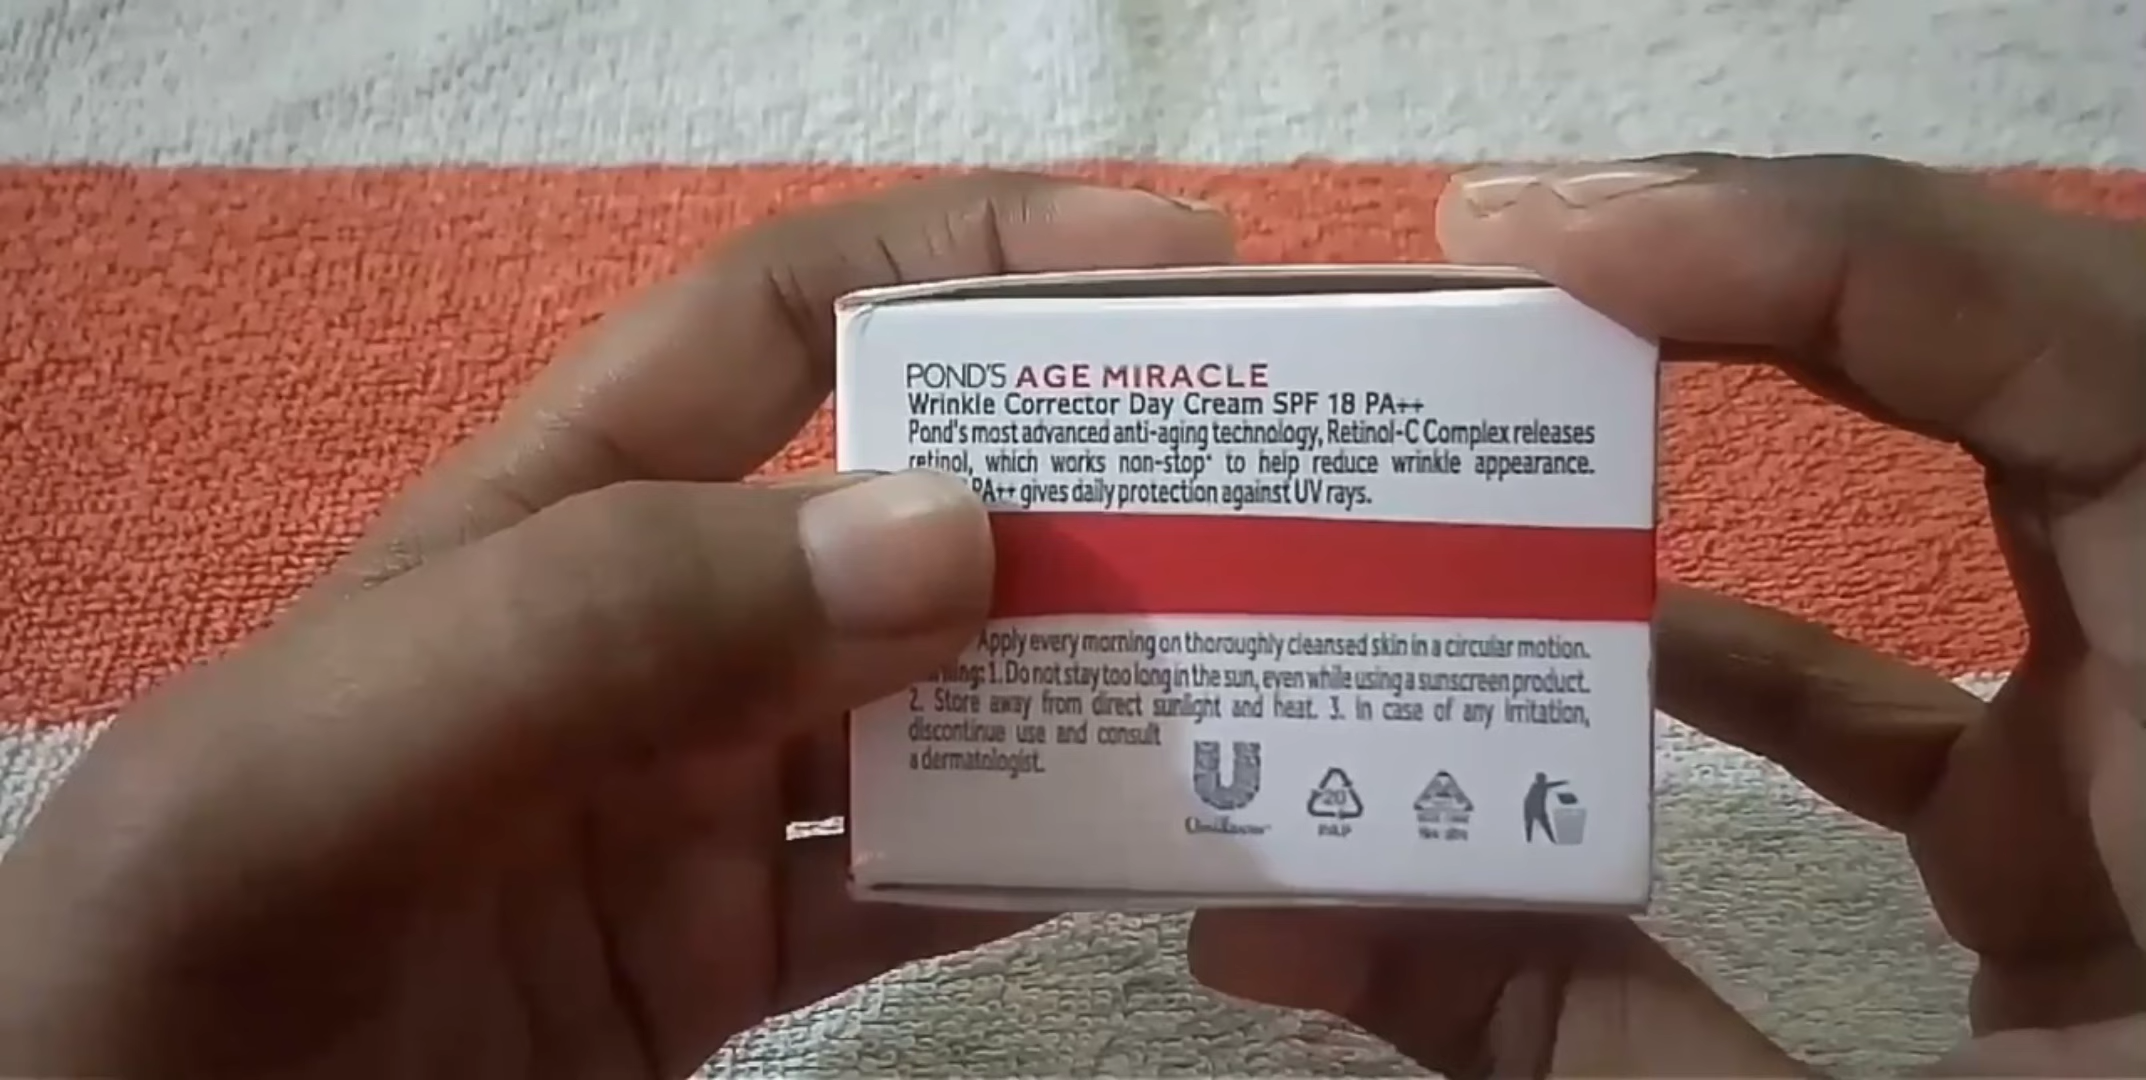 POND'S AGE MIRACLE
Wrinkle Corrector Day Cream SPF 18 PA++
Pond's most advanced anti-aging technology, Retinol-C Complex releases
retinol, which works non-stop* to help reduce wrinkle appearance.
PA++ gives daily protection against UV rays.
Apply every morning on thoroughly cleansed skin in a circular motion.
1. Do not stay too long in the sun, even while using a sunscreen product.
2. Store away from direct sunlight and heat. 3. In case of any irritation,
discontinue use and consult
a dermatologist.
Unilever
20
PAP